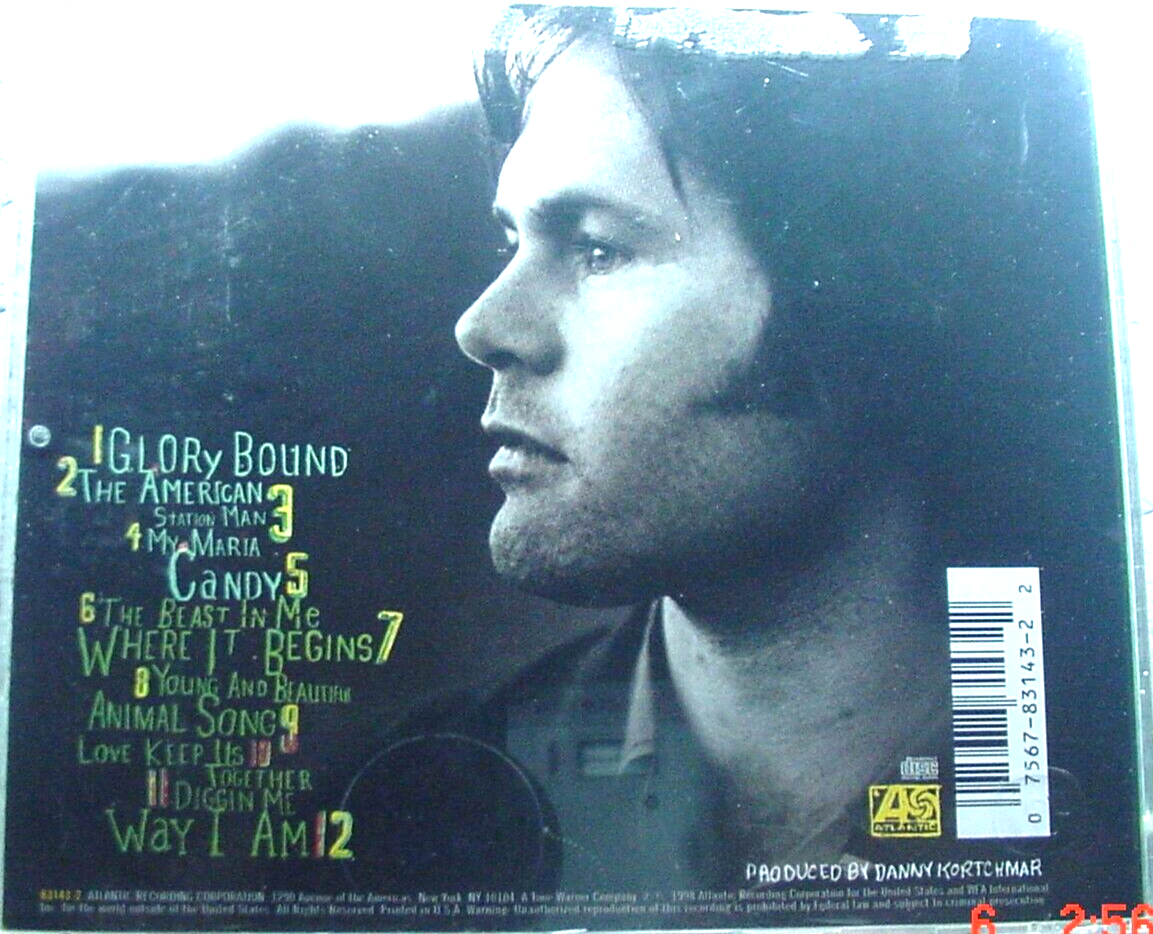 1 GLORY BOUND
2 THE AMERICAN
STATION MAN 3
4 MY MARIA
CANDY 5
6 THE BEAST IN ME
WHERE IT BEGINS 7
8 YOUNG AND BEAUTIFUL
ANIMAL SONG 9
LOVE KEEP US 10
TOGETHER
11 DIGGIN ME
WAY I AM 12
0 7567-83143-2 2
COMPACT
disc
DIGITAL AUDIO
AS
ATLANTIC
PRODUCED BY DANNY KORTCHMAR
83143-2 ATLANTIC RECORDING CORPORATION, 1290 Avenue of the Americas, New York, NY 10104. A Time Warner Company. 1998 Atlantic Recording Corporation for the United States and WEA International
Inc. for the world outside of the United States. All Rights Reserved. Printed in U.S.A. Warning: Unauthorized reproduction of this recording is prohibited by Federal law and subject to criminal prosecution.
6 2:56